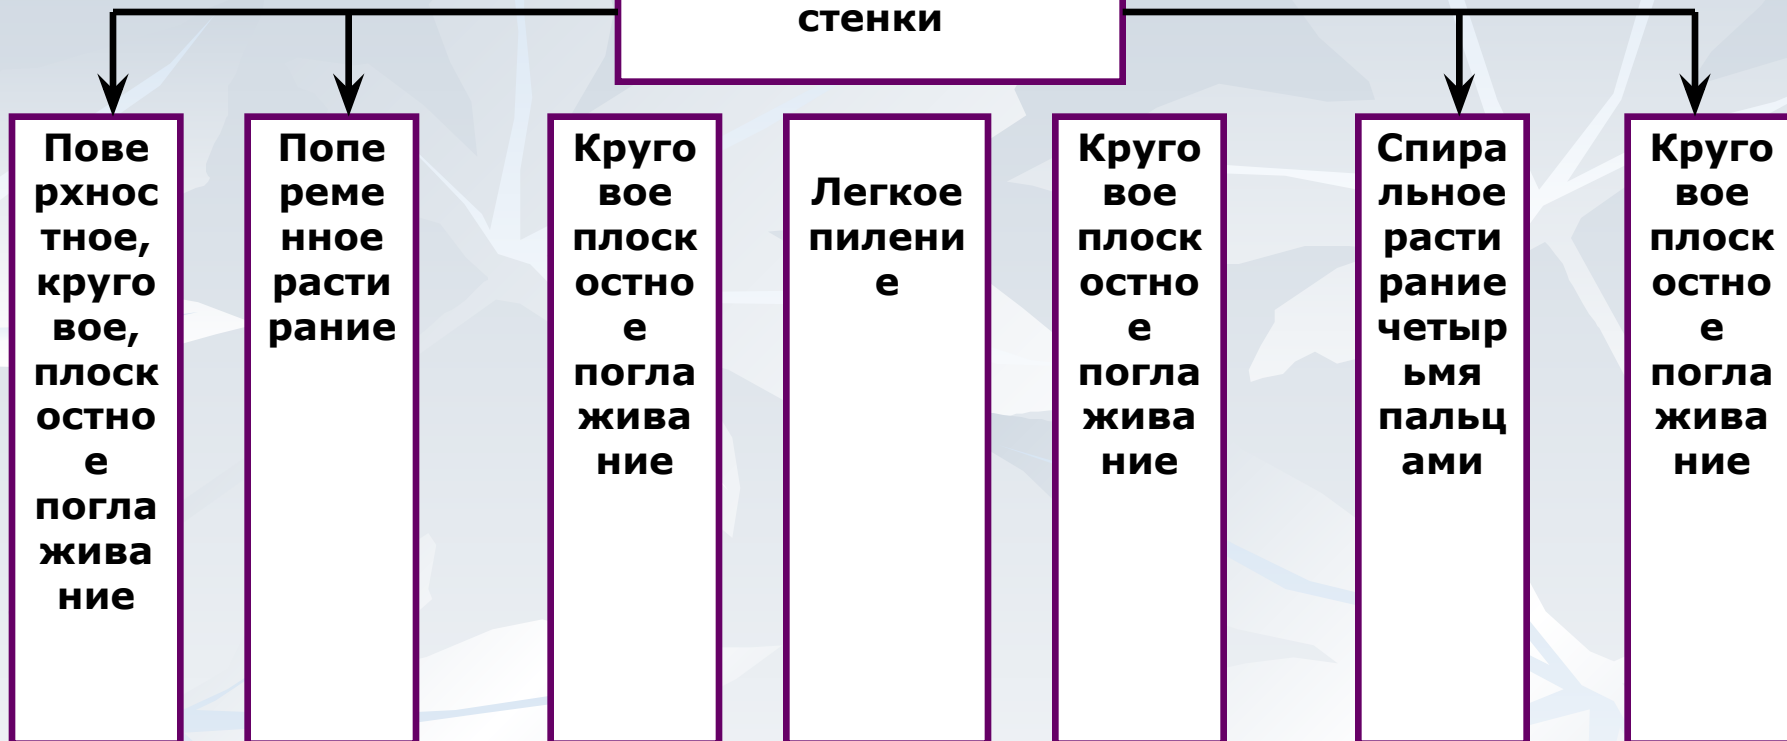 стенки
Пове
рхнос
тное,
круго
вое,
плоск
остно
е
погла
жива
ние
Попе
реме
нное
расти
рание
Круго
вое
плоск
остно
е
погла
жива
ние
Легкое
пилени
е
Круго
вое
плоск
остно
е
погла
жива
ние
Спира
льное
расти
рание
четыр
ьмя
пальц
ами
Круго
вое
плоск
остно
е
погла
жива
ние